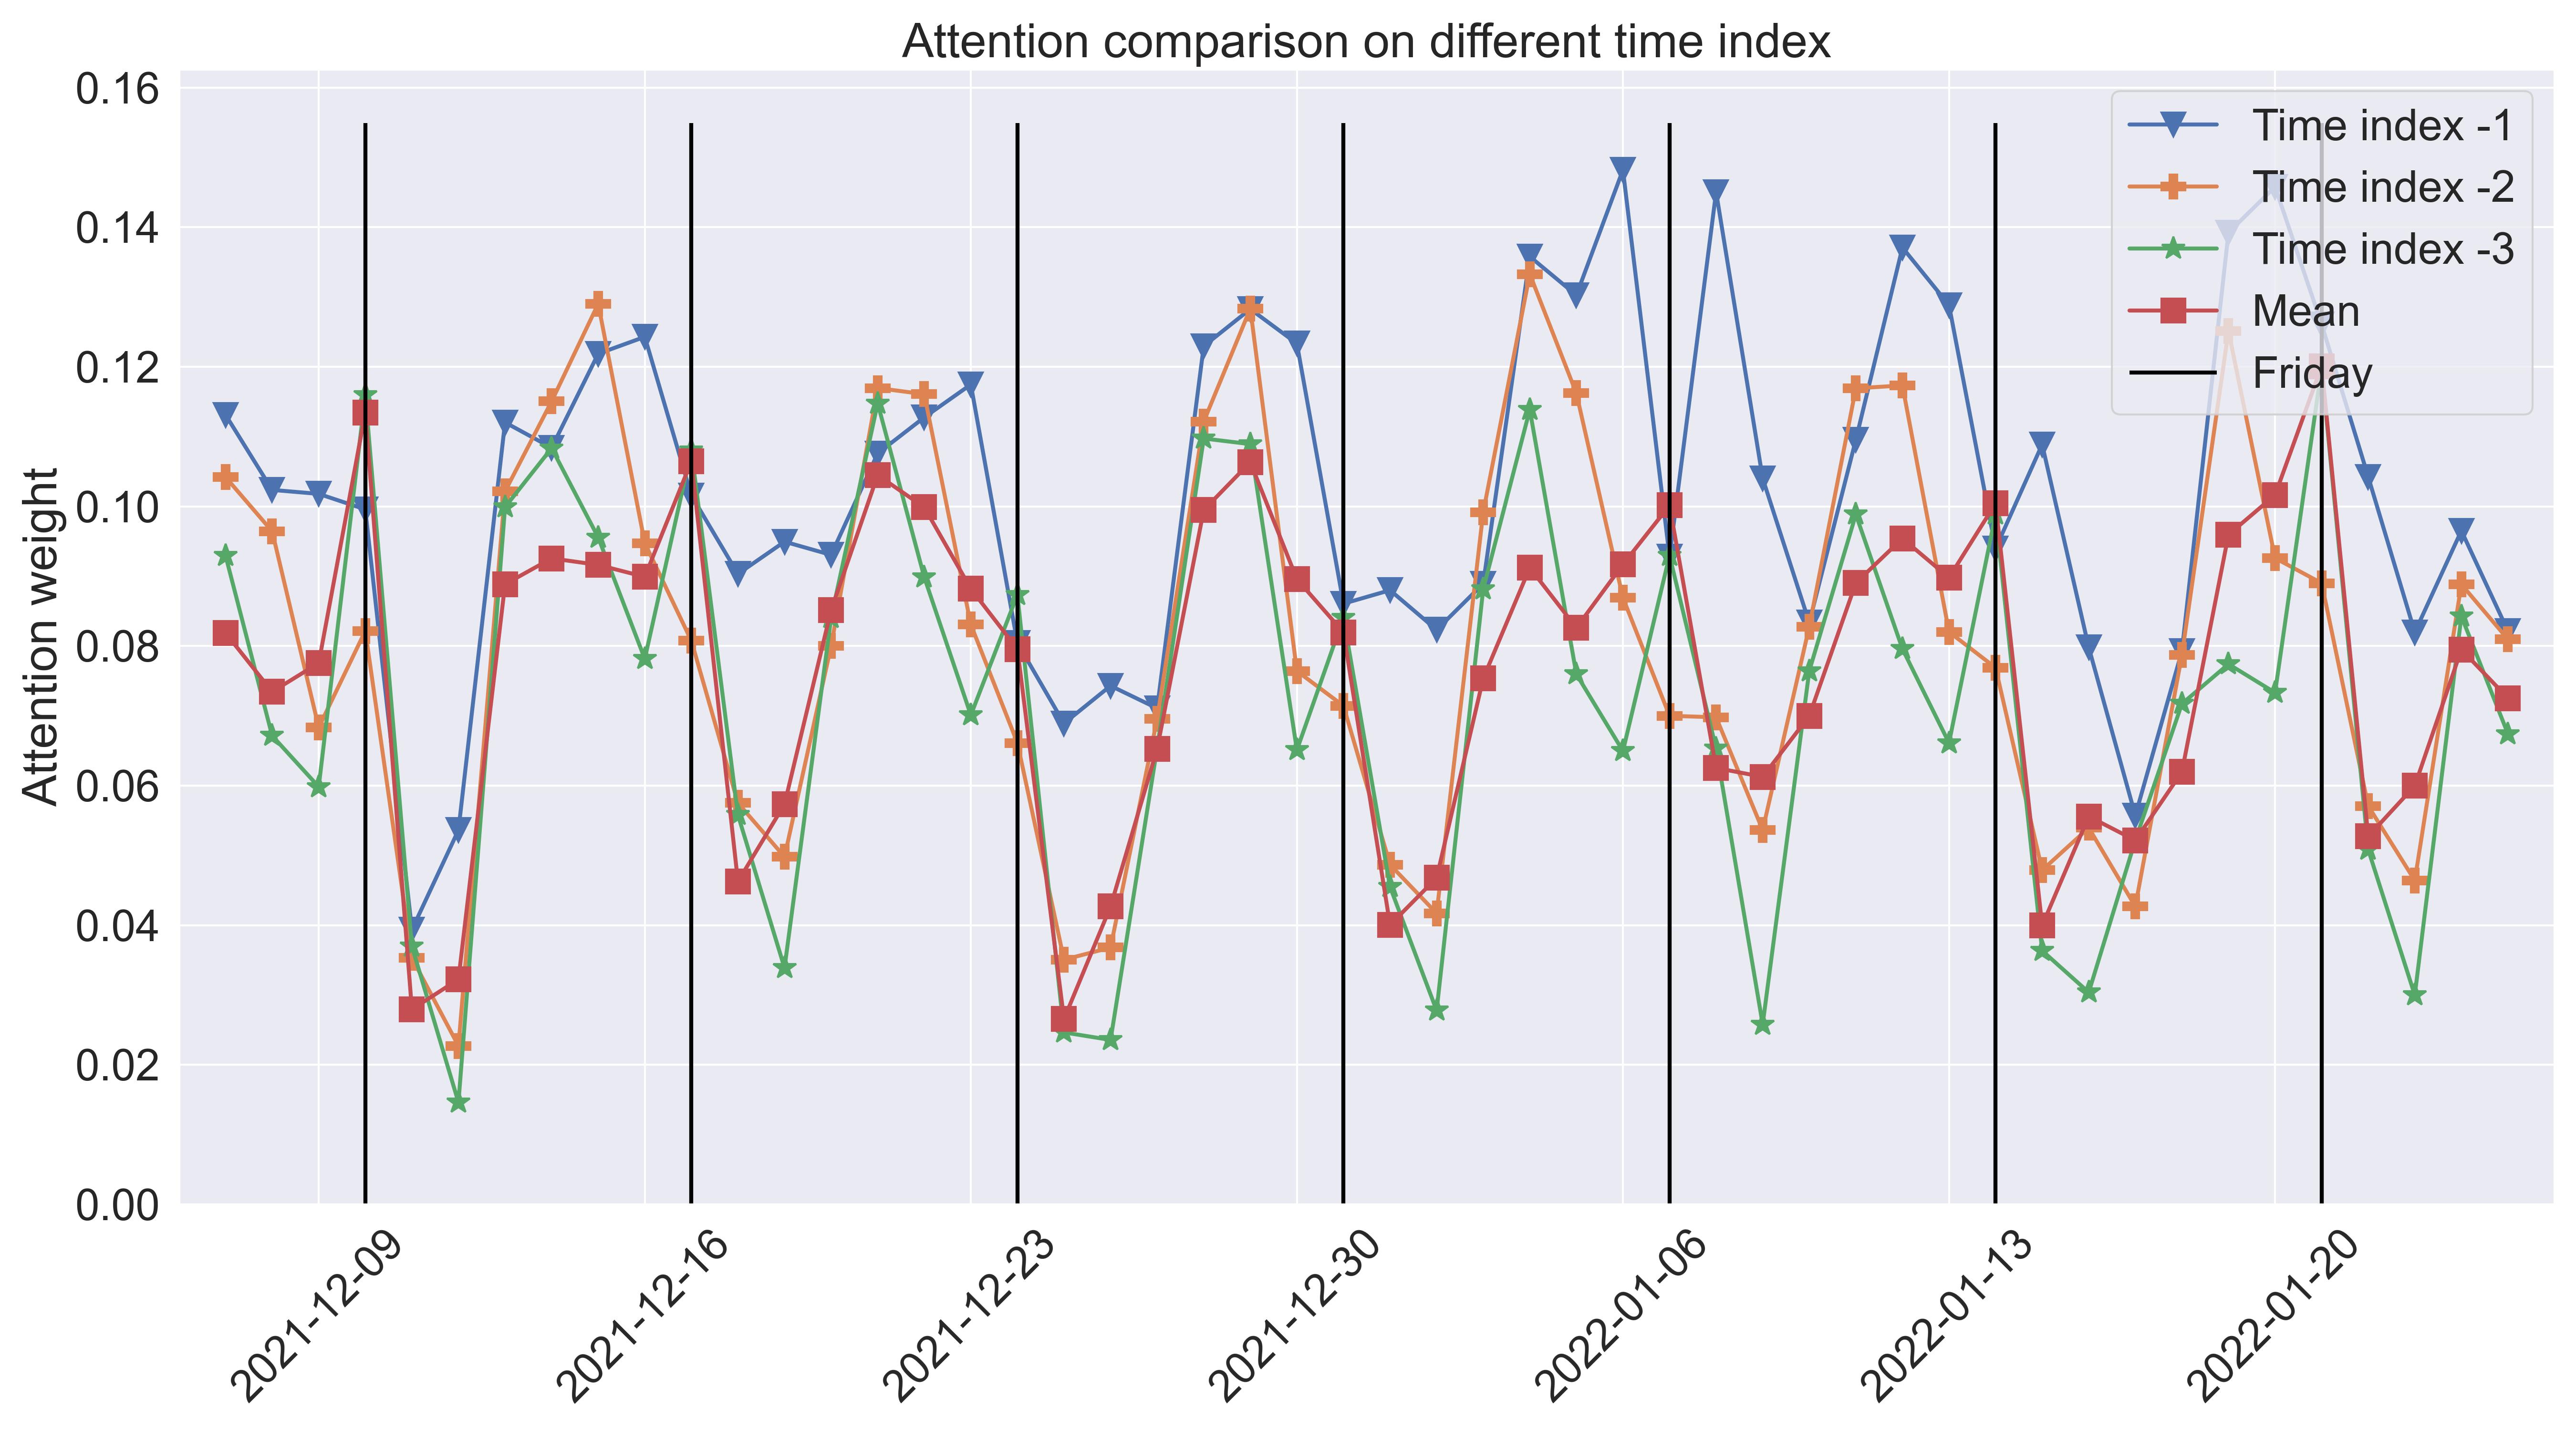 Attention comparison on different time index
Attention weight
0.16
0.14
0.12
0.10
0.08
0.06
0.04
0.02
0.00
Time index -1
Time index -2
Time index -3
Mean
Friday
2021-12-09
2021-12-16
2021-12-23
2021-12-30
2022-01-06
2022-01-13
2022-01-20